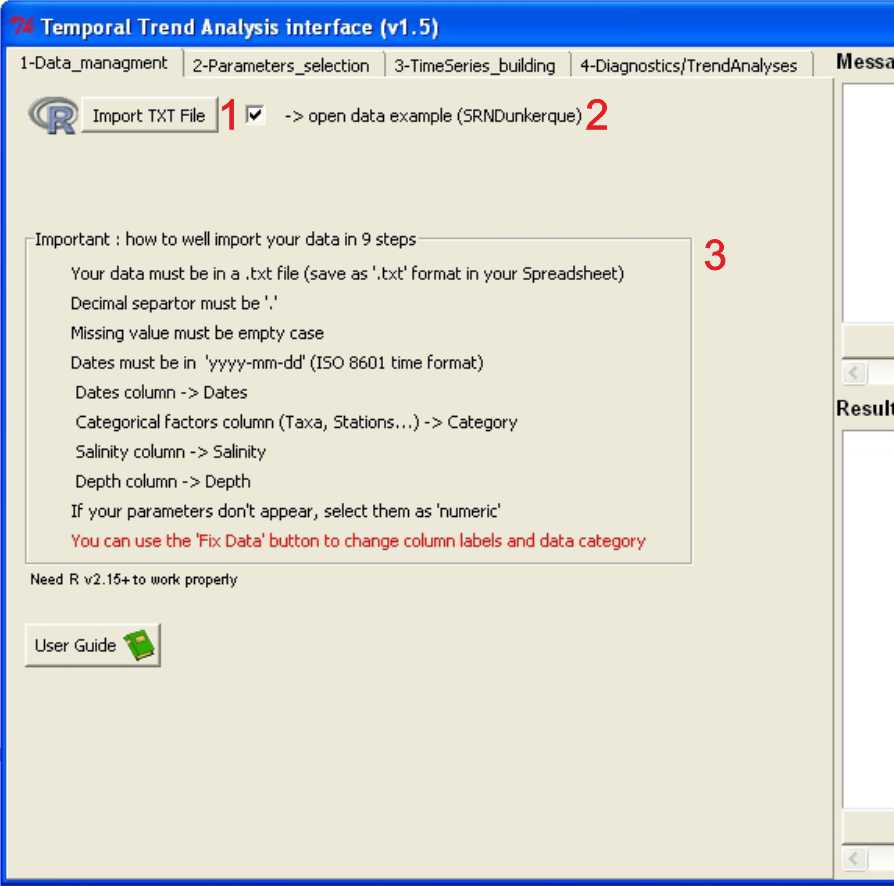 Temporal Trend Analysis interface (v1.5)
1-Data_managment 2-Parameters_selection 3-TimeSeries_building 4-Diagnostics/TrendAnalyses
Messa
R Import TXT File 1 -> open data example (SRNDunkerque) 2
Important : how to well import your data in 9 steps
3
Your data must be in a .txt file (save as '.txt' format in your Spreadsheet)
Decimal separtor must be '.'
Missing value must be empty case
Dates must be in 'yyyy-mm-dd' (ISO 8601 time format)
Dates column -> Dates
Result
Categorical factors column (Taxa, Stations...) -> Category
Salinity column -> Salinity
Depth column -> Depth
If your parameters don't appear, select them as 'numeric'
You can use the 'Fix Data' button to change column labels and data category
Need R v2.15+ to work properly
User Guide